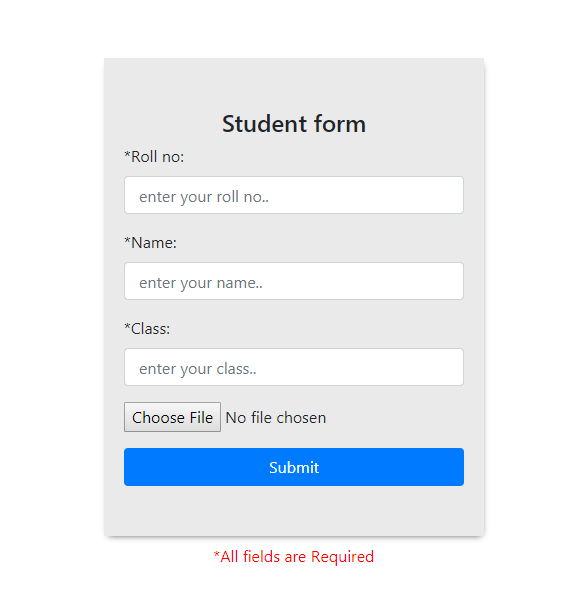 Student form
*Roll no:
enter your roll no..
*Name:
enter your name..
*Class:
enter your class..
Choose File No file chosen
Submit
*All fields are Required